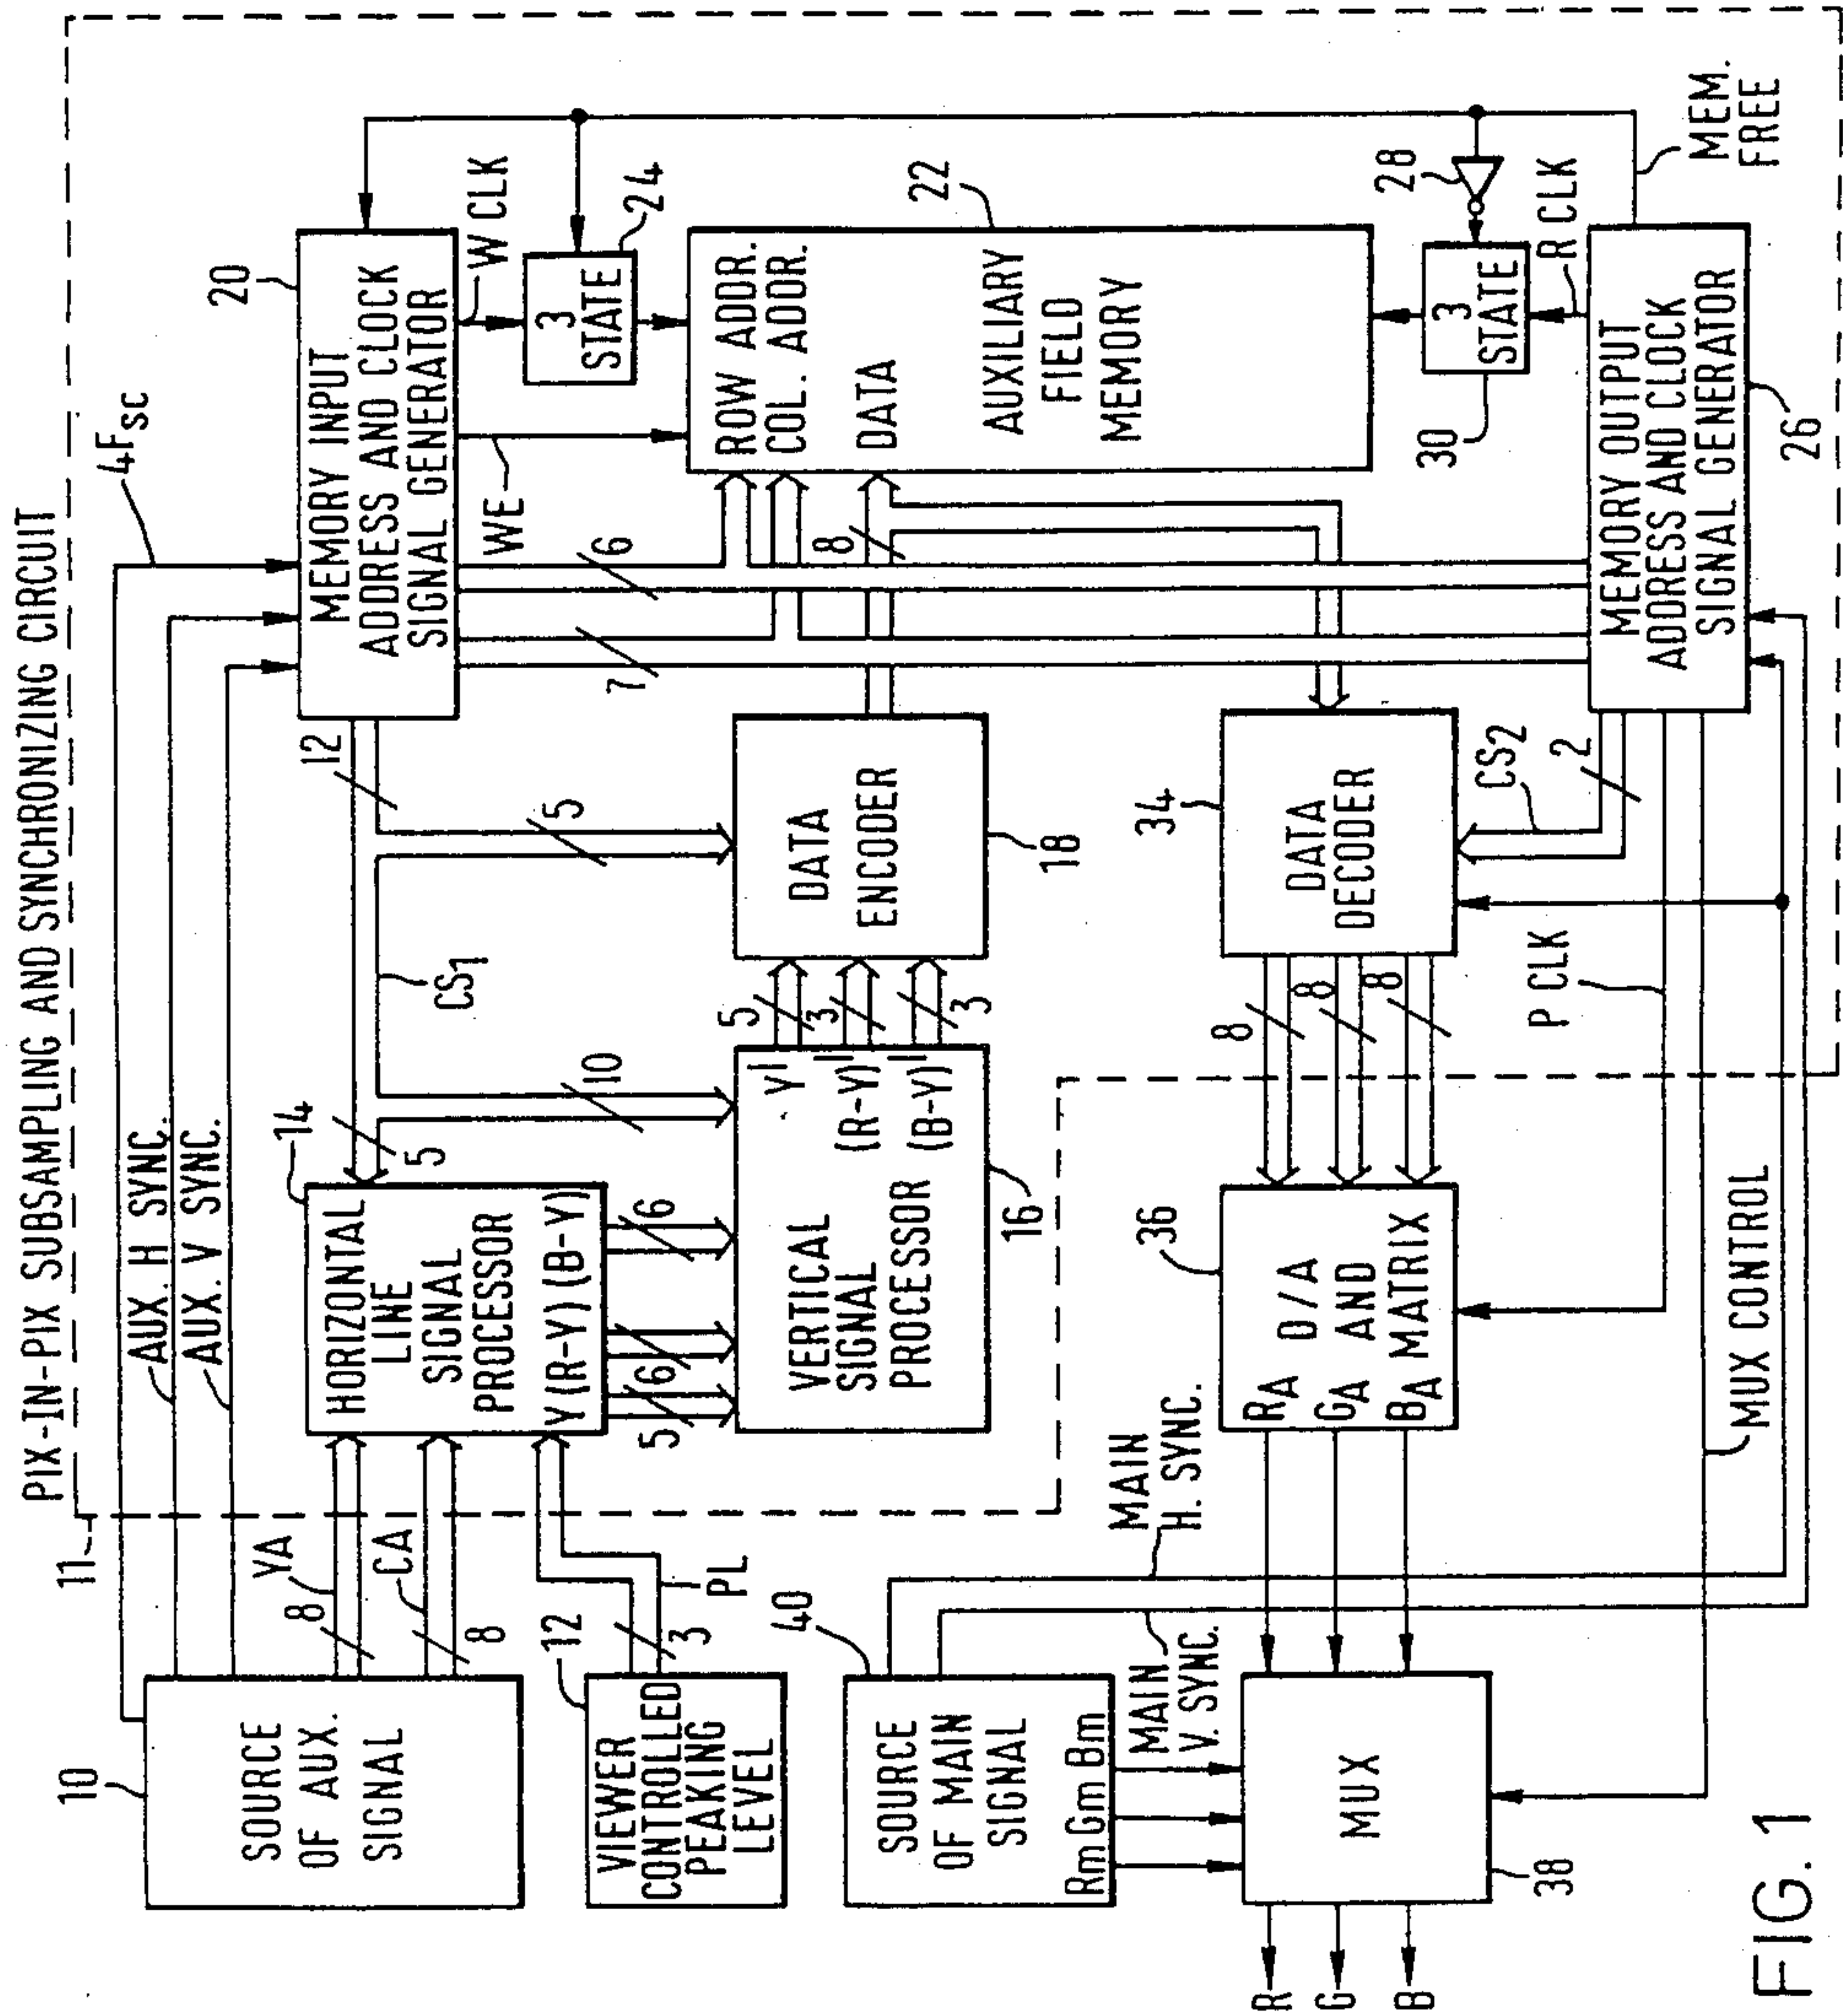 PIX-IN-PIX SUBSAMPLING AND SYNCHRONIZING CIRCUIT
11
10
SOURCE
OF AUX.
SIGNAL
4FSC
AUX. H SYNC.
AUX. V SYNC.
YA
8
CA
8
12
VIEWER
CONTROLLED
PEAKING
LEVEL
3
PL
14
HORIZONTAL
LINE
SIGNAL
PROCESSOR
Y (R-Y) (B-Y)
5
12
CS1
10
5
5
6
6
VERTICAL
SIGNAL
PROCESSOR
16
Y'
(R-Y)'
(B-Y)'
5
3
3
DATA
ENCODER
18
20
MEMORY INPUT
ADDRESS AND CLOCK
SIGNAL GENERATOR
W CLK
WE
6
7
8
3
STATE
24
ROW ADDR.
COL. ADDR.
DATA
AUXILIARY
FIELD
MEMORY
22
28
3
STATE
30
R CLK
MEM.
FREE
MEMORY OUTPUT
ADDRESS AND CLOCK
SIGNAL GENERATOR
26
CS2
2
34
DATA
DECODER
8
8
8
P CLK
36
D/A
AND
MATRIX
RA
GA
BA
MUX CONTROL
MAIN
H. SYNC.
MAIN
V. SYNC.
40
SOURCE
OF MAIN
SIGNAL
Rm Gm Bm
MUX
38
R
G
B
FIG. 1